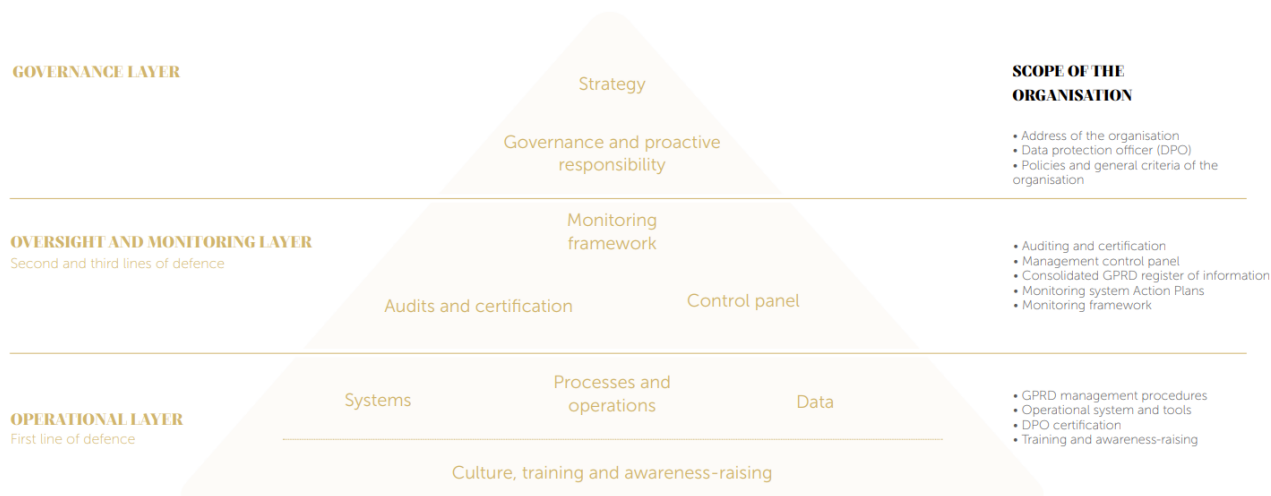 GOVERNANCE LAYER
Strategy
Governance and proactive
responsibility
SCOPE OF THE
ORGANISATION
• Address of the organisation
• Data protection officer (DPO)
• Policies and general criteria of the
organisation
OVERSIGHT AND MONITORING LAYER
Second and third lines of defence
Monitoring
framework
Audits and certification
Control panel
• Auditing and certification
• Management control panel
• Consolidated GPRD register of information
• Monitoring system Action Plans
• Monitoring framework
OPERATIONAL LAYER
First line of defence
Systems
Processes and
operations
Data
Culture, training and awareness-raising
• GPRD management procedures
• Operational system and tools
• DPO certification
• Training and awareness-raising